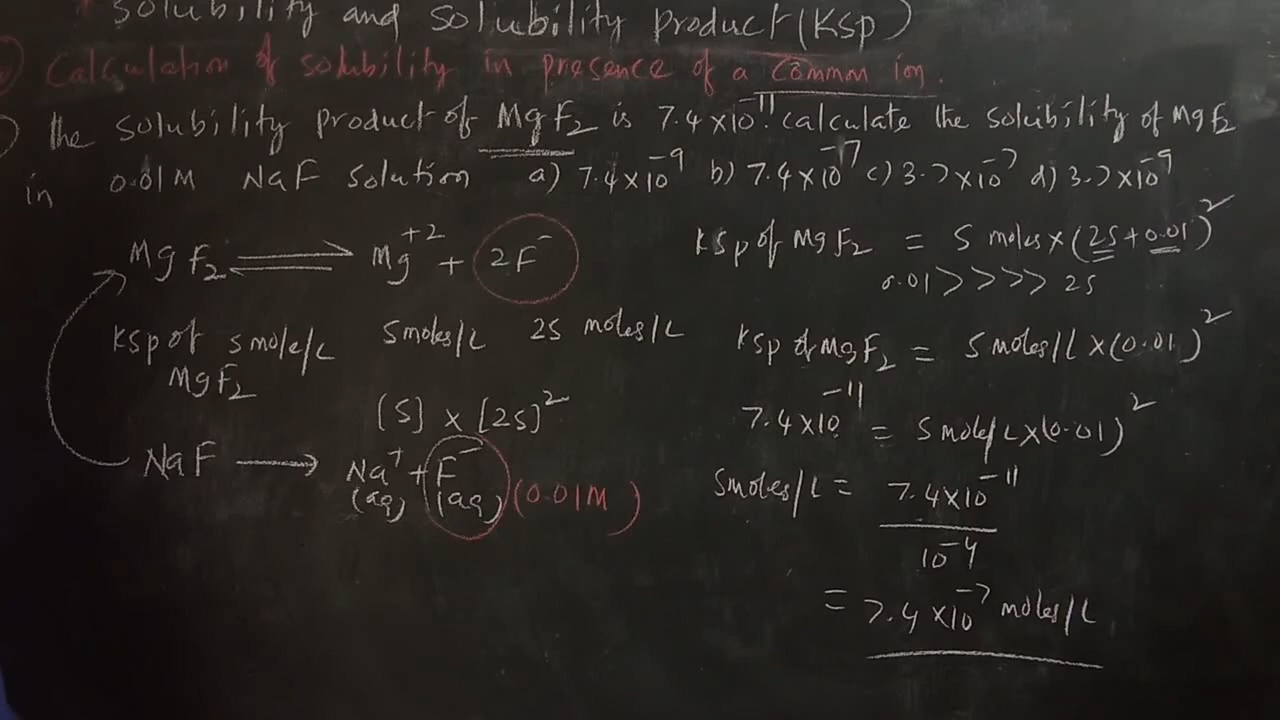 Solubility and Solubility Product (Ksp)
Calculation of solubility in presence of a common ion.
The solubility product of MgF₂ is 7.4×10⁻¹¹. calculate the solubility of MgF₂
in 0.01M NaF solution a) 7.4×10⁻⁹ b) 7.4×10⁻⁷ c) 3.7×10⁻⁷ d) 3.7×10⁻⁹
MgF₂ ⇌ Mg⁺² + 2F⁻
Ksp of S mole/L S moles/L 2S moles/L
MgF₂
(S] × [2S)²
NaF → Na⁺ + F⁻
(aq) (aq) (0.01M)
Ksp of MgF₂ = S moles × (2S + 0.01)²
0.01 >>>> 2S
Ksp of MgF₂ = S moles/L × (0.01)²
7.4×10⁻¹¹ = S mole/L × (0.01)²
S moles/L = 7.4×10⁻¹¹
10⁻⁴
= 7.4×10⁻⁷ moles/L